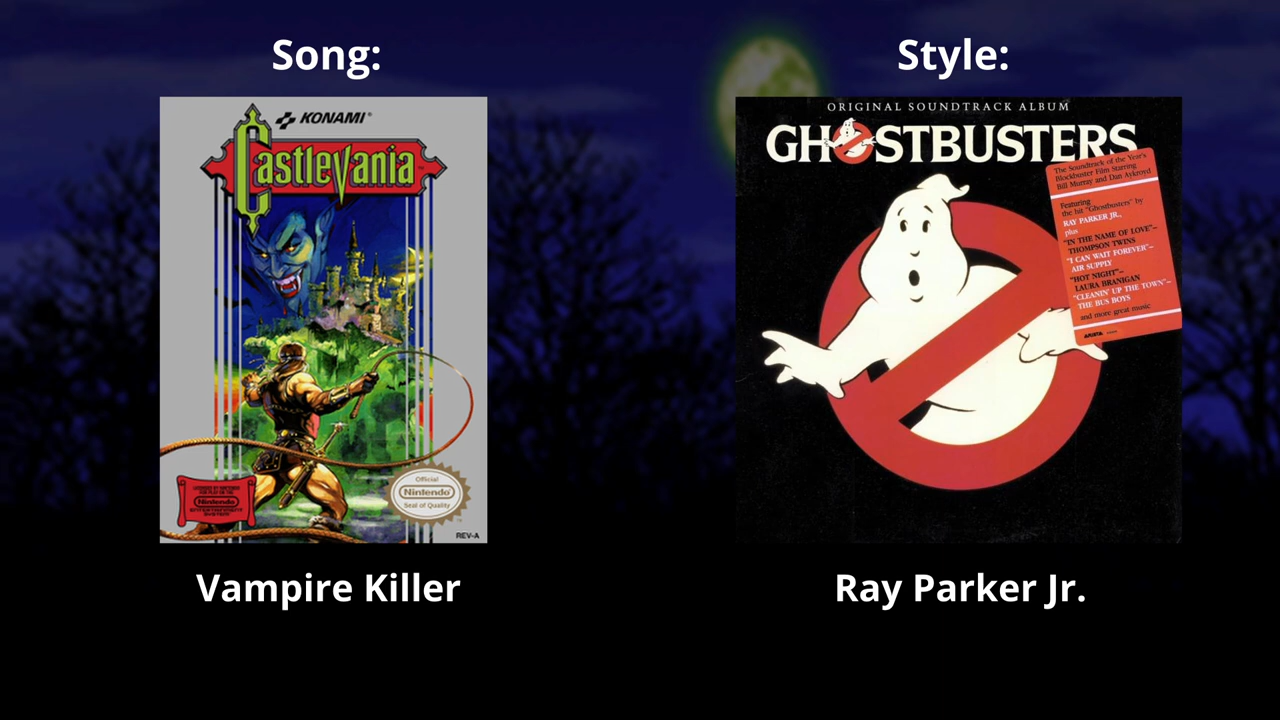 Song:
KONAMI®
Castlevania
Nintendo
Official
Nintendo
Seal of Quality
REV-A
Vampire Killer
Style:
ORIGINAL SOUNDTRACK ALBUM
GHOSTBUSTERS
The Soundtrack of the Year's
Blockbuster Film Starring
Bill Murray and Dan Aykroyd
Featuring
the hit "Ghostbusters" by
RAY PARKER JR.,
plus
"IN THE NAME OF LOVE"–
THOMPSON TWINS
"I CAN WAIT FOREVER"–
AIR SUPPLY
"HOT NIGHT"–
LAURA BRANIGAN
"CLEANIN' UP THE TOWN"–
THE BUS BOYS
and more great music
ARISTA
Ray Parker Jr.